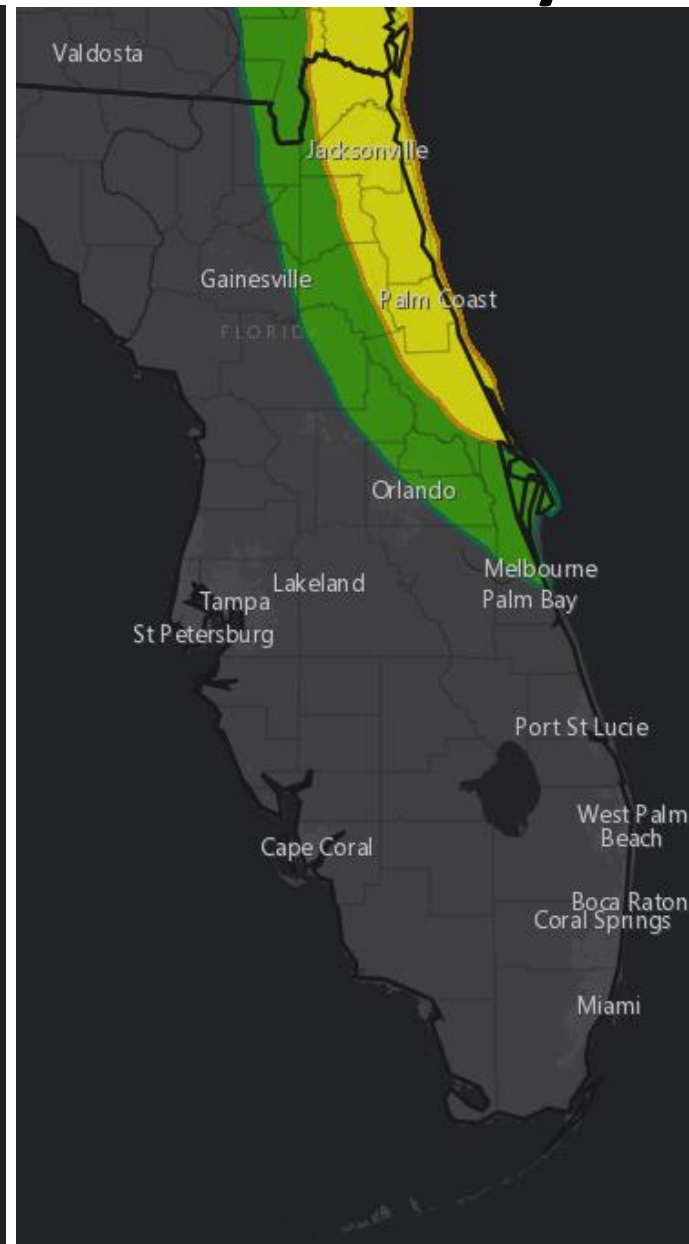 Valdosta
Jacksonville
Gainesville
Palm Coast
FLORID
Orlando
Melbourne
Lakeland
Palm Bay
Tampa
St Petersburg
Port St Lucie
West Palm
Beach
Cape Coral
Boca Raton
Coral Springs
Miami